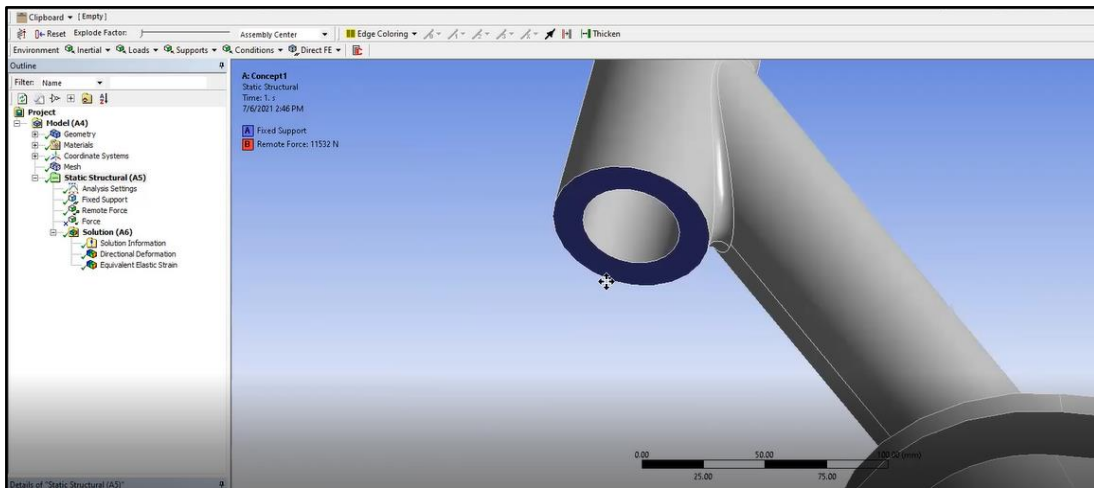 Clipboard [Empty]
Reset Explode Factor: Assembly Center Edge Coloring Thicken
Environment Inertial Loads Supports Conditions Direct FE
Outline
Filter: Name
Project
Model (A4)
Geometry
Materials
Coordinate Systems
Mesh
Static Structural (A5)
Analysis Settings
Fixed Support
Remote Force
Force
Solution (A6)
Solution Information
Directional Deformation
Equivalent Elastic Strain
Details of "Static Structural (A5)"
A: Concept1
Static Structural
Time: 1. s
7/6/2021 2:46 PM
A Fixed Support
B Remote Force: 11532 N
0.00 50.00 100.00 (mm)
25.00 75.00